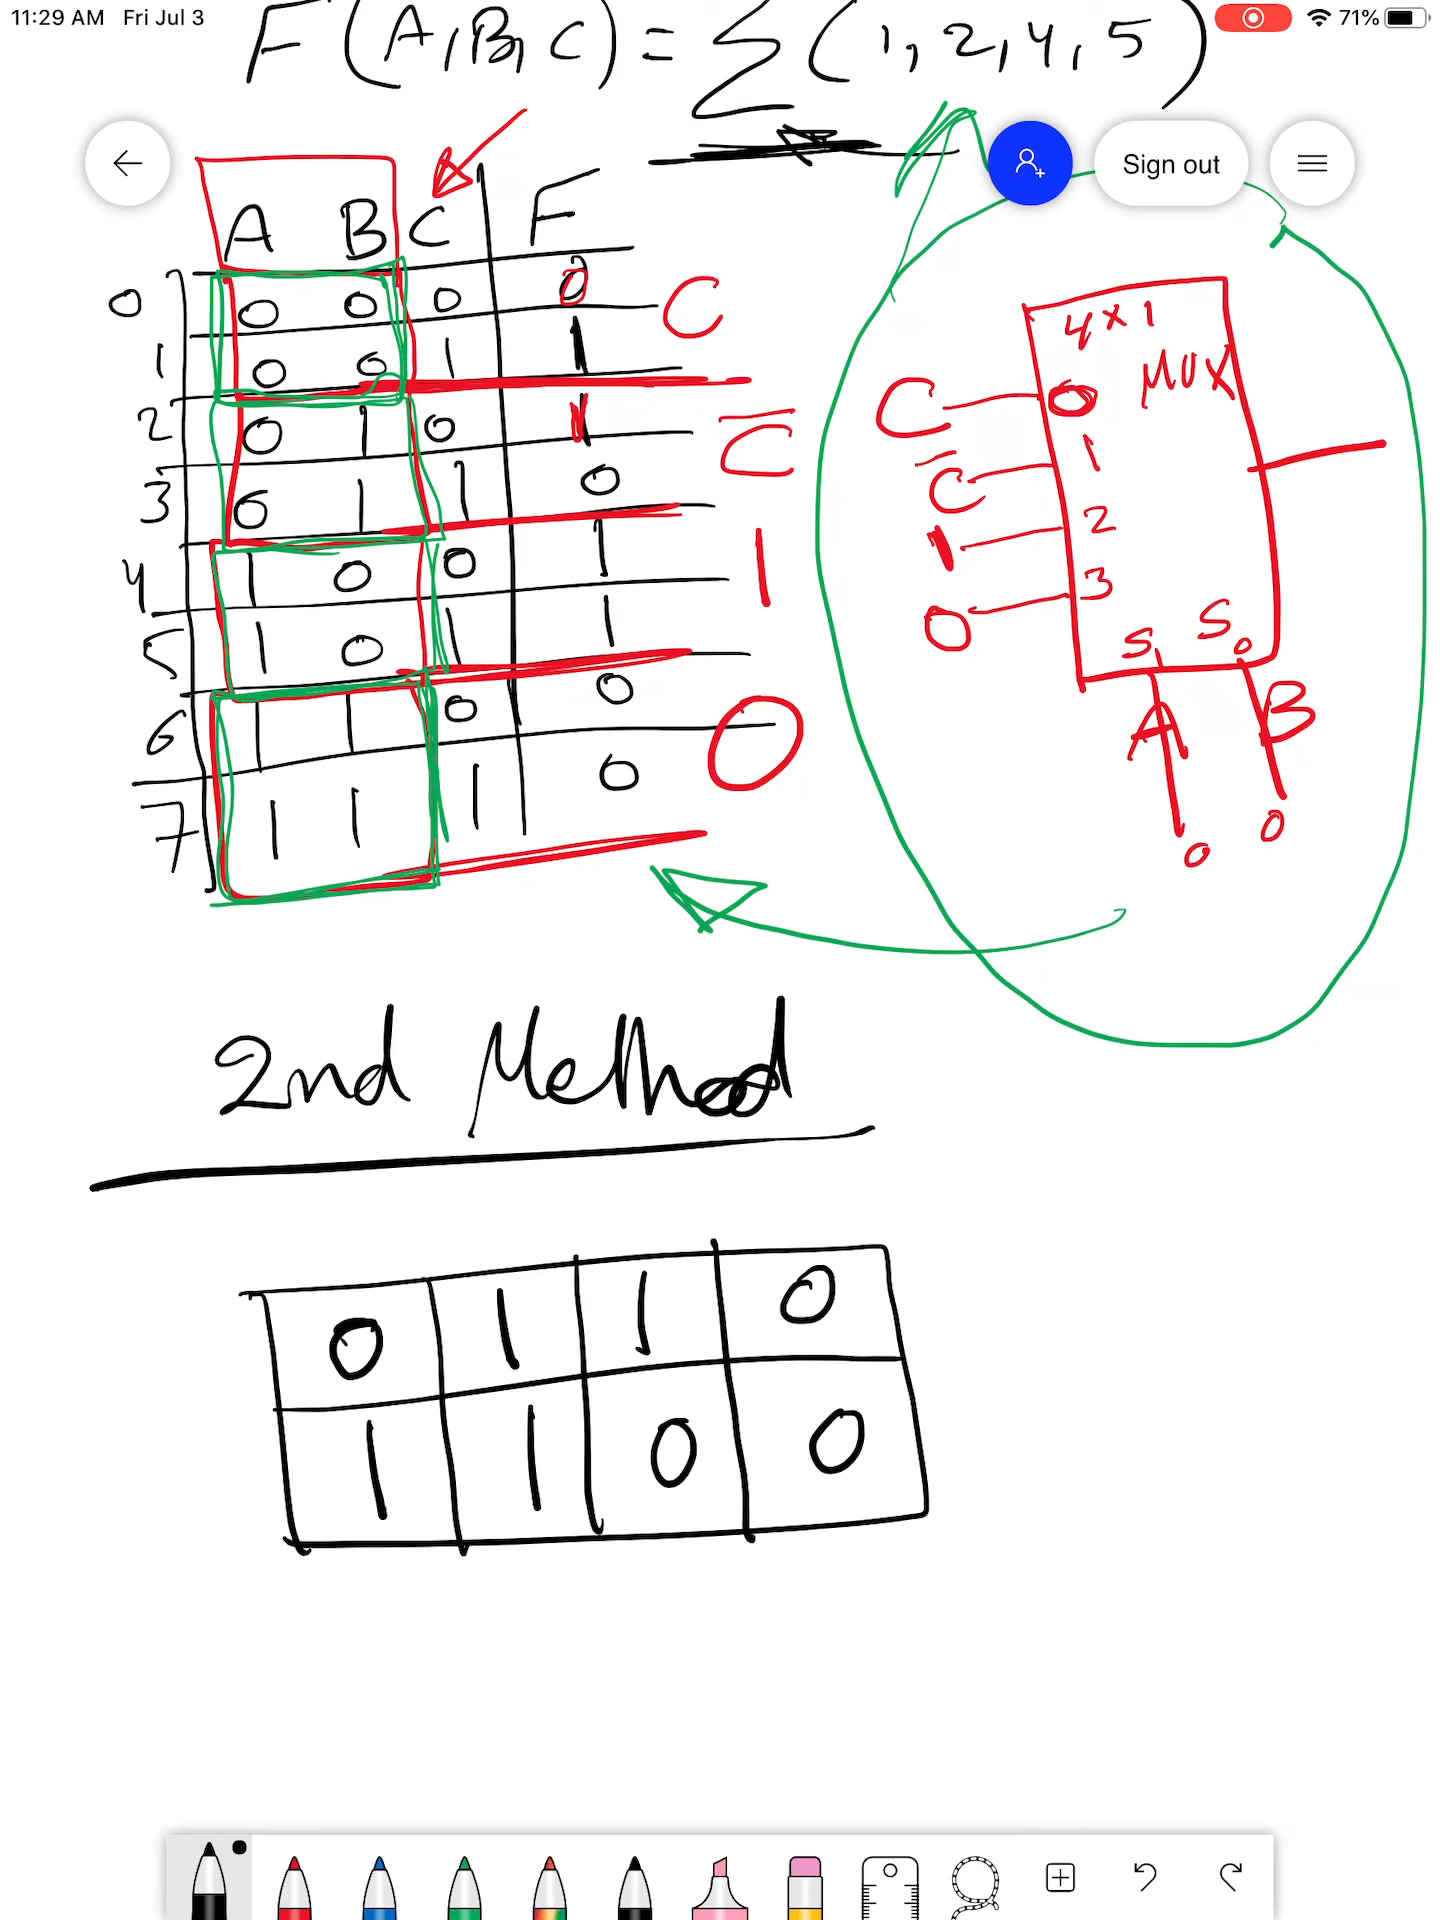 11:29 AM Fri Jul 3 71%
F(A,B,C) = ∑(1,2,4,5)
Sign out
A B C F
0 0 0 0 0 C
1 0 0 1 1
2 0 1 0 1 C̅
3 0 1 1 0
4 1 0 0 1 1
5 1 0 1 1
6 1 1 0 0 0
7 1 1 1 0
4×1
MUX
C 0
C̅ 1
1 2
0 3
S₁ S₀
A B
0 0
2nd Method
0 1 1 0
1 1 0 0